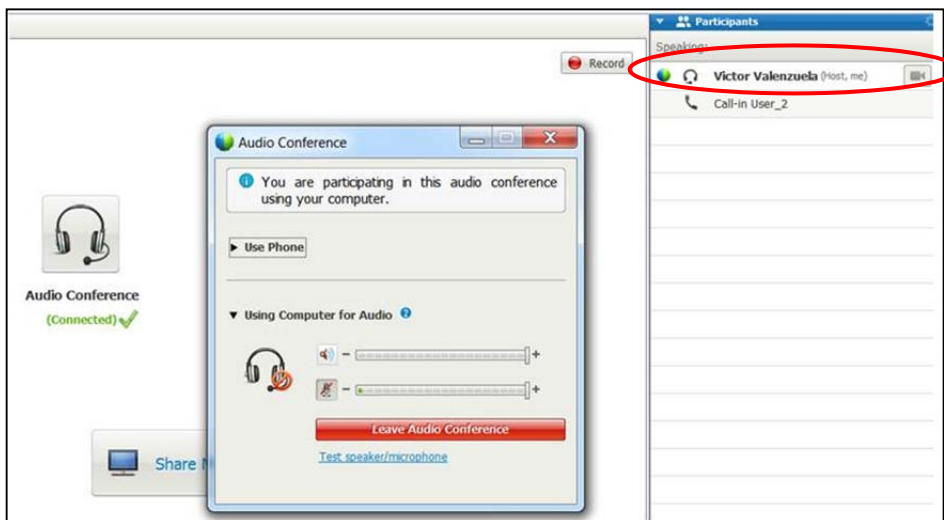 Participants
Speaking:
Record
Victor Valenzuela (Host, me)
Call-in User_2
Audio Conference
You are participating in this audio conference
using your computer.
Use Phone
Audio Conference
(Connected)
Using Computer for Audio
Leave Audio Conference
Test speaker/microphone
Share